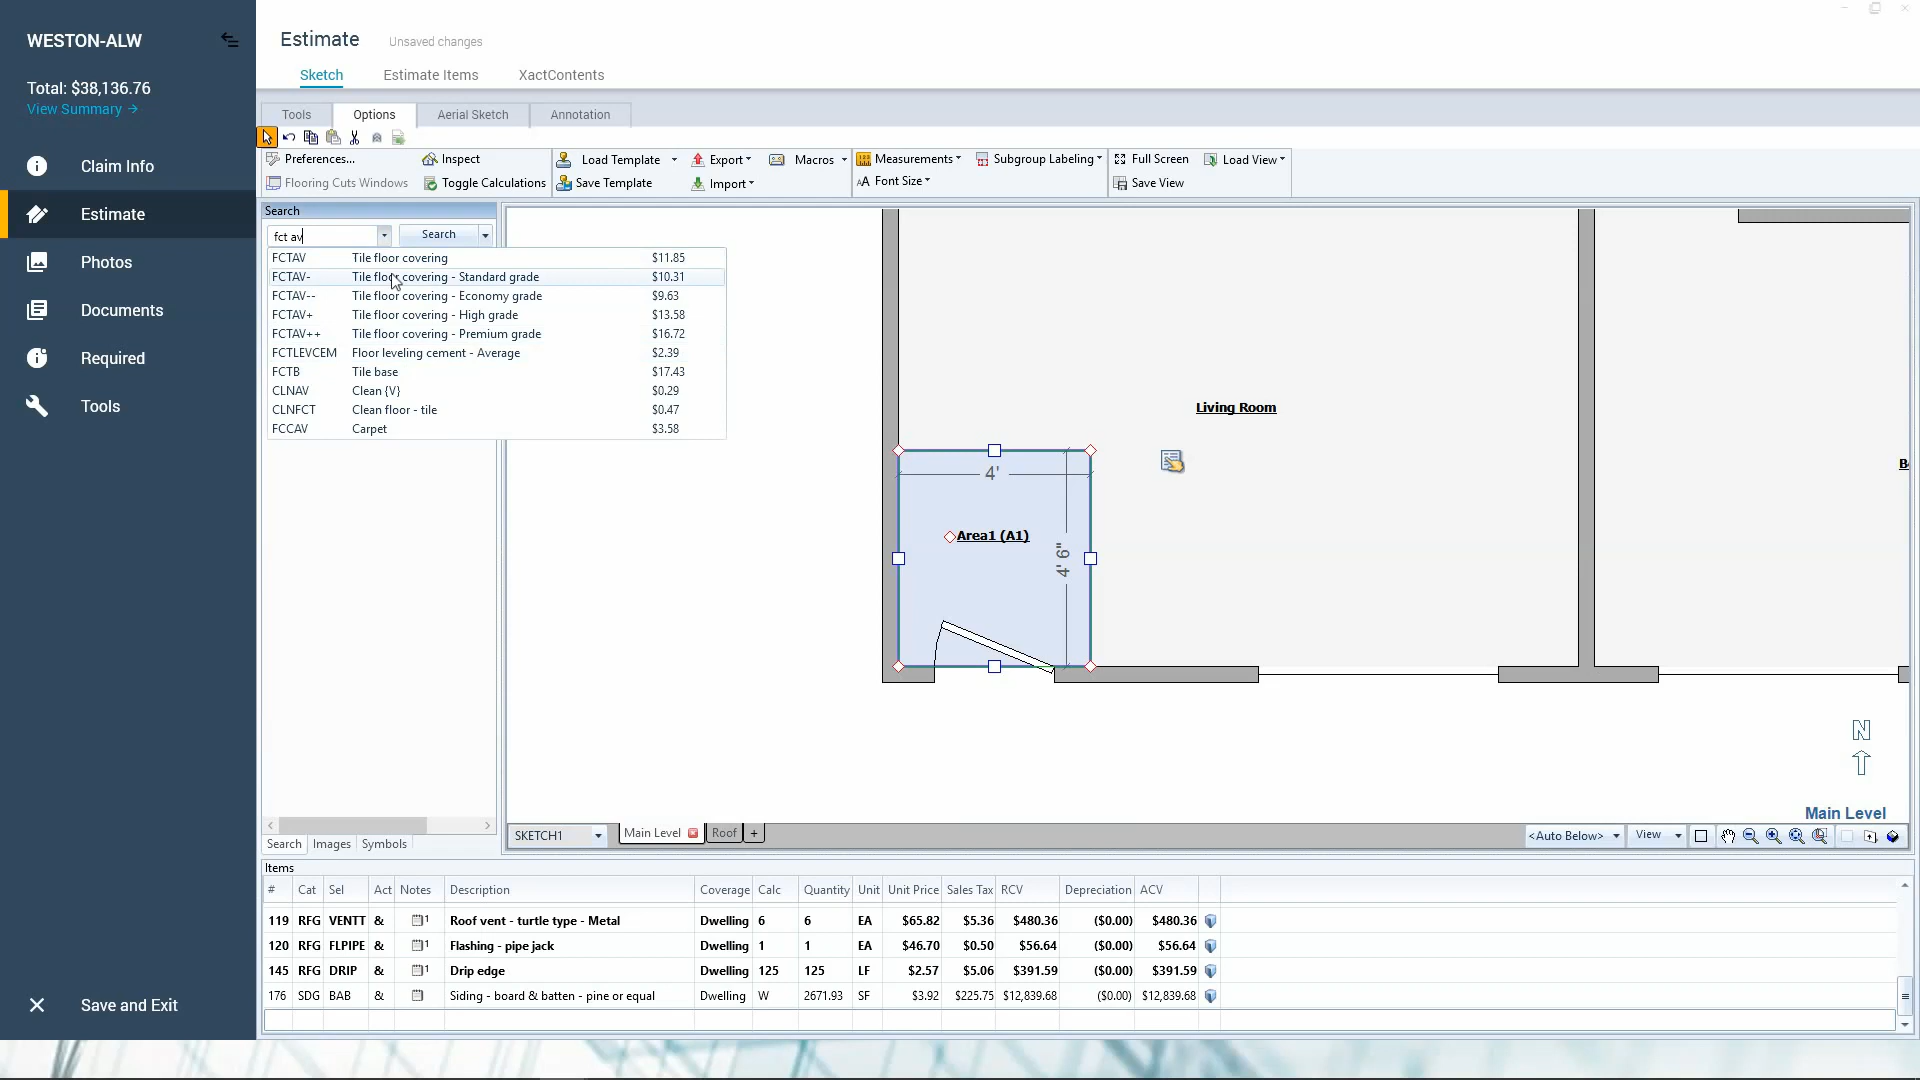 WESTON-ALW
Total: $38,136.76
View Summary →
Claim Info
Estimate
Photos
Documents
Required
Tools
Save and Exit
Estimate Unsaved changes
Sketch Estimate Items XactContents
Tools Options Aerial Sketch Annotation
Preferences... Inspect Load Template Export Macros Measurements Subgroup Labeling Full Screen Load View
Flooring Cuts Windows Toggle Calculations Save Template Import Font Size Save View
Search
fct av Search
FCTAV Tile floor covering $11.85
FCTAV- Tile floor covering - Standard grade $10.31
FCTAV-- Tile floor covering - Economy grade $9.63
FCTAV+ Tile floor covering - High grade $13.58
FCTAV++ Tile floor covering - Premium grade $16.72
FCTLEVCEM Floor leveling cement - Average $2.39
FCTB Tile base $17.43
CLNAV Clean {V} $0.29
CLNFCT Clean floor - tile $0.47
FCCAV Carpet $3.58
Living Room
4'
Area1 (A1)
4' 6"
N
Main Level
Search Images Symbols
SKETCH1 Main Level Roof + <Auto Below> View
Items
# Cat Sel Act Notes Description Coverage Calc Quantity Unit Unit Price Sales Tax RCV Depreciation ACV
119 RFG VENTT & 1 Roof vent - turtle type - Metal Dwelling 6 6 EA $65.82 $5.36 $480.36 ($0.00) $480.36
120 RFG FLPIPE & 1 Flashing - pipe jack Dwelling 1 1 EA $46.70 $0.50 $56.64 ($0.00) $56.64
145 RFG DRIP & 1 Drip edge Dwelling 125 125 LF $2.57 $5.06 $391.59 ($0.00) $391.59
176 SDG BAB & Siding - board & batten - pine or equal Dwelling W 2671.93 SF $3.92 $225.75 $12,839.68 ($0.00) $12,839.68